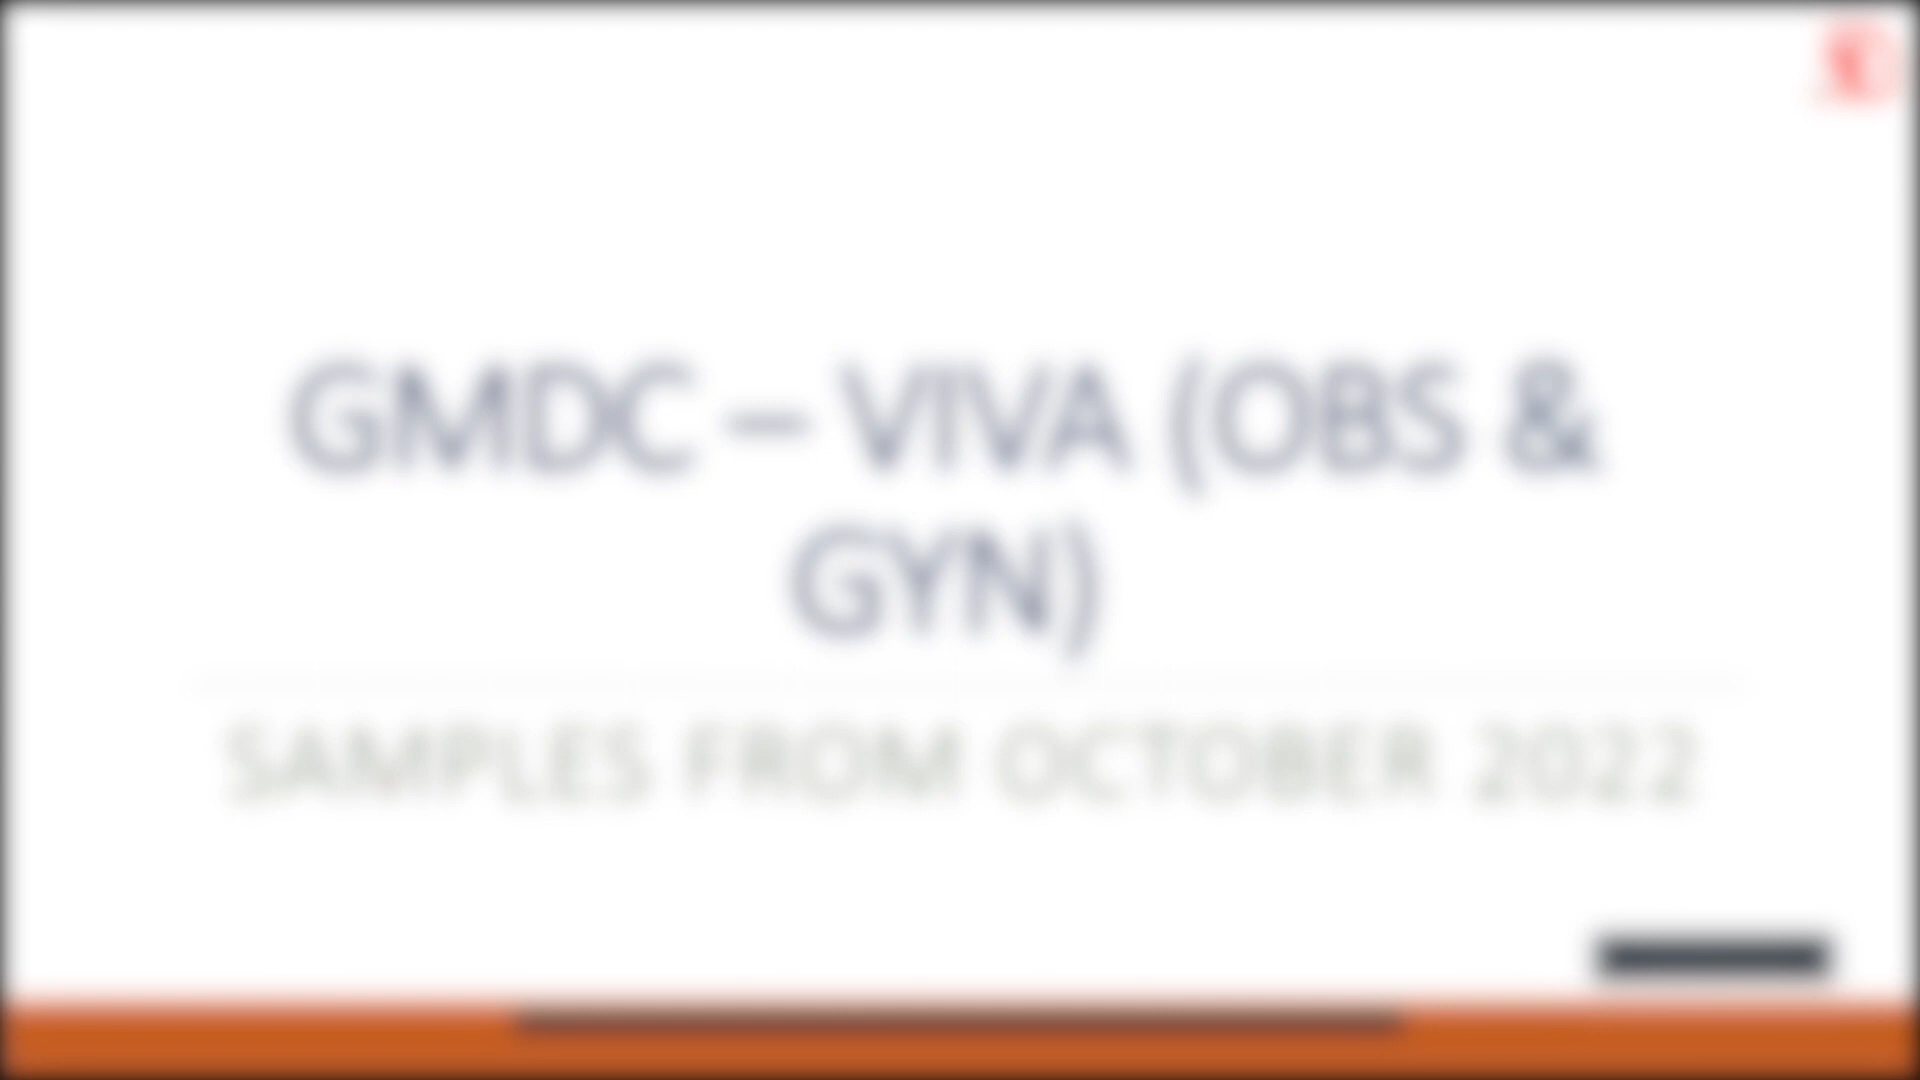 GMDC – VIVA (OBS &
GYN)
SAMPLES FROM OCTOBER 2022